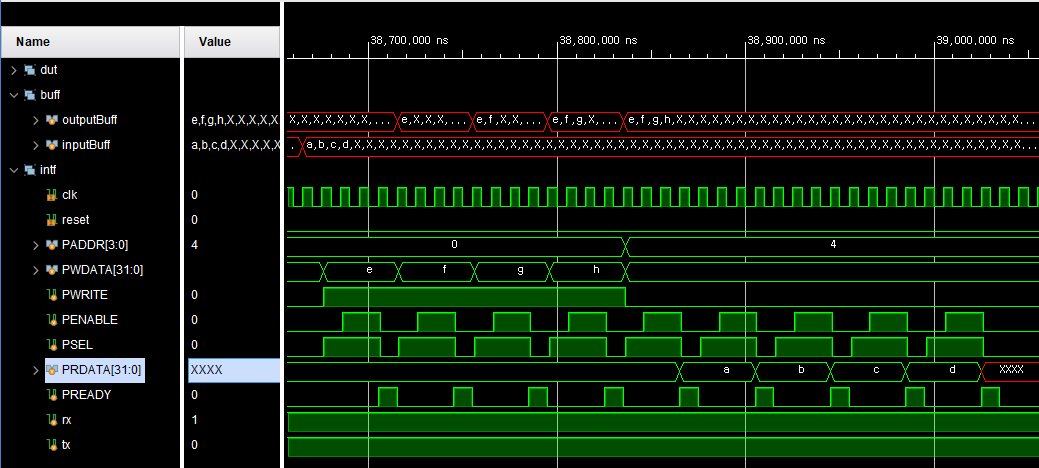 Name Value
38,700,000 ns 38,800,000 ns 38,900,000 ns 39,000,000 ns
dut
buff
outputBuff e,f,g,h,X,X,X,X,X X,X,X,X,X,X,... e,X,X,X,... e,f,X,X,... e,f,g,X,... e,f,g,h,X,X,X,X,X,X,X,X,X,X,X,X,X,X,X,X,X,X,X,X,X,X,X,X,X...
inputBuff a,b,c,d,X,X,X,X,X ... a,b,c,d,X,X,X,X,X,X,X,X,X,X,X,X,X,X,X,X,X,X,X,X,X,X,X,X,X,X,X,X,X,X,X,X,X,X,X,X,X,X,X,X,X,X,X,X,X,X,X,X,X,X,X,X...
intf
clk 0
reset 0
PADDR[3:0] 4 0 4
PWDATA[31:0] e f g h
PWRITE 0
PENABLE 0
PSEL 0
PRDATA[31:0] XXXX a b c d XXXX
PREADY 0
rx 1
tx 0